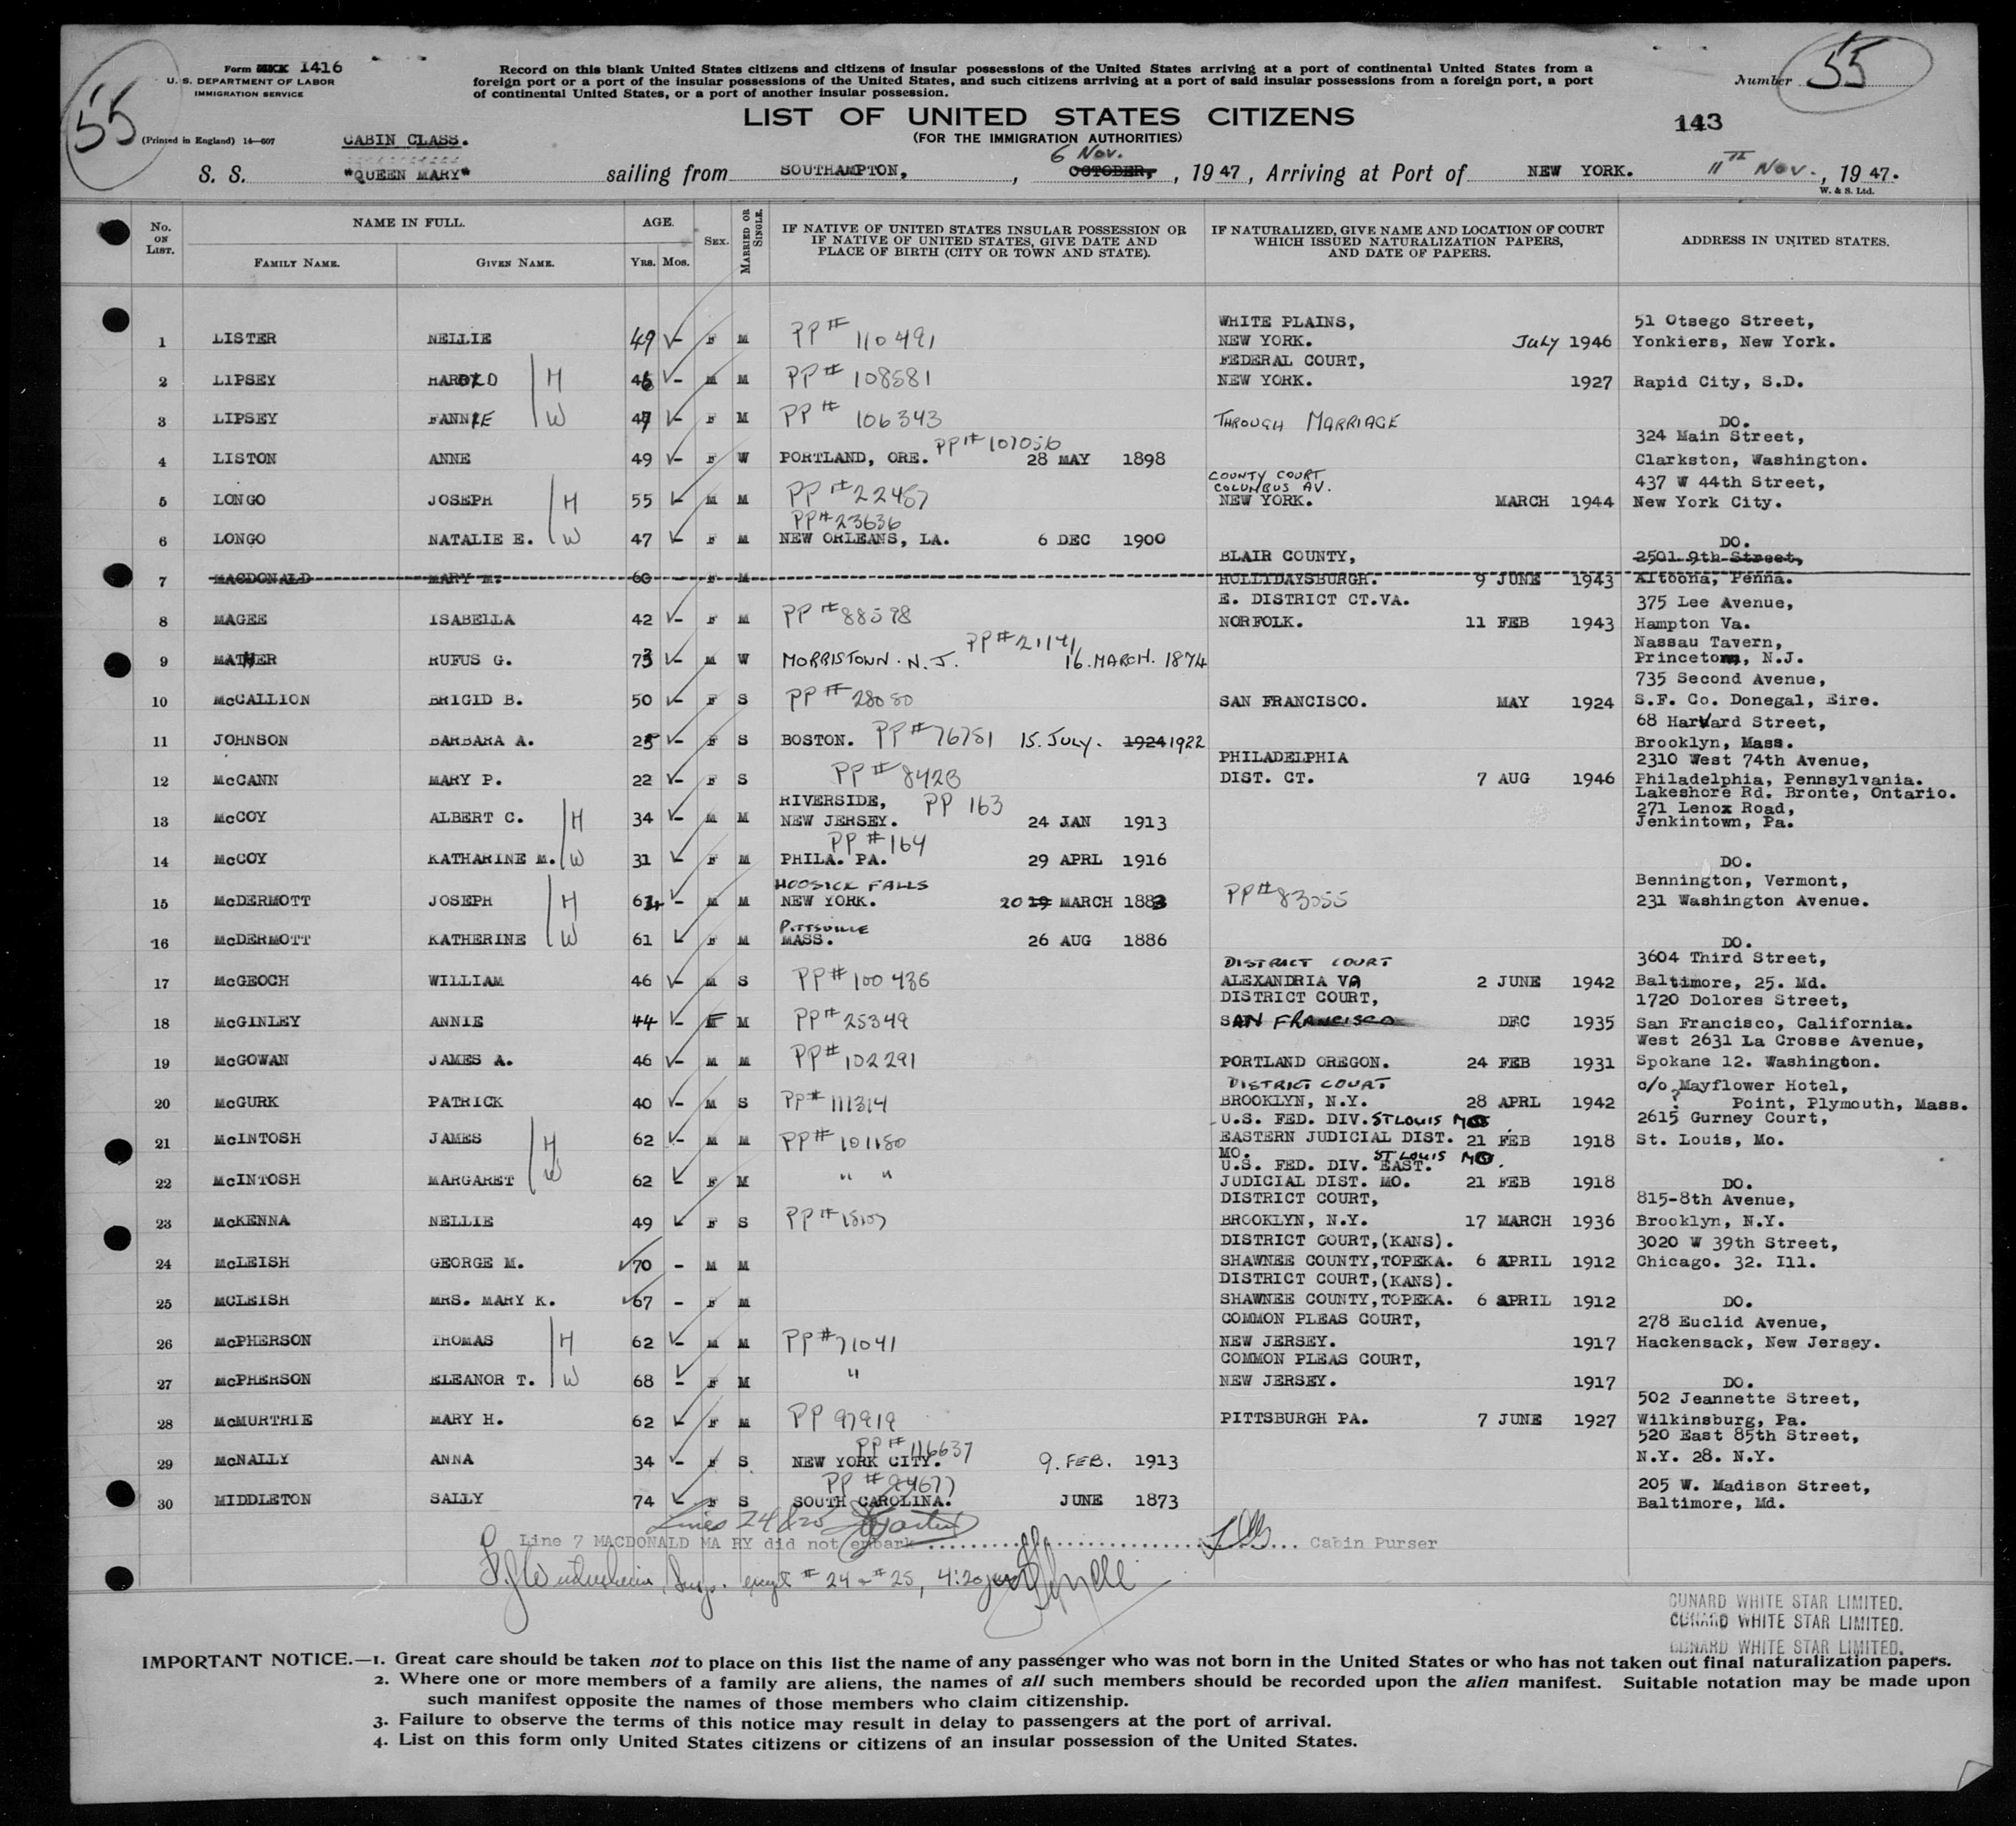 55
Form 1416
U. S. DEPARTMENT OF LABOR
IMMIGRATION SERVICE
(Printed in England) 14—607
Record on this blank United States citizens and citizens of insular possessions of the United States arriving at a port of continental United States from a
foreign port or a port of the insular possessions of the United States, and such citizens arriving at a port of said insular possessions from a foreign port, a port
of continental United States, or a port of another insular possession.
Number 55
LIST OF UNITED STATES CITIZENS
(FOR THE IMMIGRATION AUTHORITIES)
143
CABIN CLASS.
6 Nov.
S. S. "QUEEN MARY" sailing from SOUTHAMPTON, , OCTOBER, , 1947, Arriving at Port of NEW YORK. 11TH Nov., 1947.
W. & S. Ltd.
No. ON LIST. NAME IN FULL. FAMILY NAME. GIVEN NAME. AGE. YRS. MOS. SEX. MARRIED OR SINGLE. IF NATIVE OF UNITED STATES INSULAR POSSESSION OR IF NATIVE OF UNITED STATES, GIVE DATE AND PLACE OF BIRTH (CITY OR TOWN AND STATE). IF NATURALIZED, GIVE NAME AND LOCATION OF COURT WHICH ISSUED NATURALIZATION PAPERS, AND DATE OF PAPERS. ADDRESS IN UNITED STATES.
WHITE PLAINS, 51 Otsego Street,
1 LISTER NELLIE 49 F M PP# 110491 NEW YORK. July 1946 Yonkiers, New York.
FEDERAL COURT,
2 LIPSEY HAROLD H 46 M M PP# 108581 NEW YORK. 1927 Rapid City, S.D.
3 LIPSEY FANNIE W 47 F M PP# 106343 THROUGH MARRIAGE DO.
PP#107056 324 Main Street,
4 LISTON ANNE 49 F W PORTLAND, ORE. 28 MAY 1898 Clarkston, Washington.
COUNTY COURT
COLUMBUS AV. 437 W 44th Street,
5 LONGO JOSEPH H 55 M M PP#22487 NEW YORK. MARCH 1944 New York City.
PP#23636
6 LONGO NATALIE E. W 47 F M NEW ORLEANS, LA. 6 DEC 1900 DO.
BLAIR COUNTY, 2501 9th Street,
7 MACDONALD MARY M. 60 - F M HOLLIDAYSBURGH. 9 JUNE 1943 Altoona, Penna.
E. DISTRICT CT.VA. 375 Lee Avenue,
8 MAGEE ISABELLA 42 F M PP#88598 NORFOLK. 11 FEB 1943 Hampton Va.
PP#21141 Nassau Tavern,
9 MATHER RUFUS G. 73 M W MORRISTOWN. N.J. 16. MARCH. 1874 Princeton, N.J.
735 Second Avenue,
10 McCALLION BRIGID B. 50 F S PP#28080 SAN FRANCISCO. MAY 1924 S.F. Co. Donegal, Eire.
68 Harvard Street,
11 JOHNSON BARBARA A. 25 F S BOSTON. PP#76751 15. JULY. 1924 1922 Brooklyn, Mass.
PHILADELPHIA 2310 West 74th Avenue,
12 McCANN MARY P. 22 F S PP#8423 DIST. CT. 7 AUG 1946 Philadelphia, Pennsylvania.
RIVERSIDE, PP 163 Lakeshore Rd. Bronte, Ontario.
271 Lenox Road,
13 McCOY ALBERT C. H 34 M M NEW JERSEY. 24 JAN 1913 Jenkintown, Pa.
PP#164
14 McCOY KATHARINE M. W 31 F M PHILA. PA. 29 APRL 1916 DO.
HOOSICK FALLS Bennington, Vermont,
15 McDERMOTT JOSEPH H 64 M M NEW YORK. 20 19 MARCH 1883 PP#83055 231 Washington Avenue.
16 McDERMOTT KATHERINE W 61 F M MASS. 26 AUG 1886 DO.
DISTRICT COURT 3604 Third Street,
17 McGEOCH WILLIAM 46 M S PP#100436 ALEXANDRIA VA 2 JUNE 1942 Baltimore, 25. Md.
DISTRICT COURT, 1720 Dolores Street,
18 McGINLEY ANNIE 44 F M PP#25349 SAN FRANCISCO DEC 1935 San Francisco, California.
West 2631 La Crosse Avenue,
19 McGOWAN JAMES A. 46 M M PP#102291 PORTLAND OREGON. 24 FEB 1931 Spokane 12. Washington.
DISTRICT COURT c/o Mayflower Hotel,
20 McGURK PATRICK 40 M S PP#111314 BROOKLYN, N.Y. 28 APRL 1942 ? Point, Plymouth, Mass.
U.S. FED. DIV. ST LOUIS MO 2615 Gurney Court,
21 McINTOSH JAMES H 62 M M PP#101180 EASTERN JUDICIAL DIST. 21 FEB 1918 St. Louis, Mo.
MO. ST LOUIS MO.
U.S. FED. DIV. EAST.
22 McINTOSH MARGARET W 62 F M " " JUDICIAL DIST. MO. 21 FEB 1918 DO.
DISTRICT COURT, 815-8th Avenue,
23 McKENNA NELLIE 49 F S PP# BROOKLYN, N.Y. 17 MARCH 1936 Brooklyn, N.Y.
DISTRICT COURT,(KANS). 3020 W 39th Street,
24 McLEISH GEORGE M. 70 - M M SHAWNEE COUNTY,TOPEKA. 6 APRIL 1912 Chicago. 32. Ill.
DISTRICT COURT,(KANS).
25 MCLEISH MRS. MARY K. 67 - F M SHAWNEE COUNTY,TOPEKA. 6 APRIL 1912 DO.
COMMON PLEAS COURT, 278 Euclid Avenue,
26 McPHERSON THOMAS H 62 M M PP#71041 NEW JERSEY. 1917 Hackensack, New Jersey.
COMMON PLEAS COURT,
27 McPHERSON ELEANOR T. W 68 F M " NEW JERSEY. 1917 DO.
502 Jeannette Street,
28 McMURTRIE MARY H. 62 F M PP 97919 PITTSBURGH PA. 7 JUNE 1927 Wilkinsburg, Pa.
PP#116637 520 East 85th Street,
29 McNALLY ANNA 34 F S NEW YORK CITY. 9. FEB. 1913 N.Y. 28. N.Y.
PP#94677 205 W. Madison Street,
30 MIDDLETON SALLY 74 F S SOUTH CAROLINA. JUNE 1873 Baltimore, Md.
Lines 24 & 25
Line 7 MACDONALD MA RY did not embark Cabin Purser
Insp. except #24 & #25, 4:20
CUNARD WHITE STAR LIMITED.
CUNARD WHITE STAR LIMITED.
CUNARD WHITE STAR LIMITED.
IMPORTANT NOTICE.—1. Great care should be taken not to place on this list the name of any passenger who was not born in the United States or who has not taken out final naturalization papers.
2. Where one or more members of a family are aliens, the names of all such members should be recorded upon the alien manifest. Suitable notation may be made upon
such manifest opposite the names of those members who claim citizenship.
3. Failure to observe the terms of this notice may result in delay to passengers at the port of arrival.
4. List on this form only United States citizens or citizens of an insular possession of the United States.